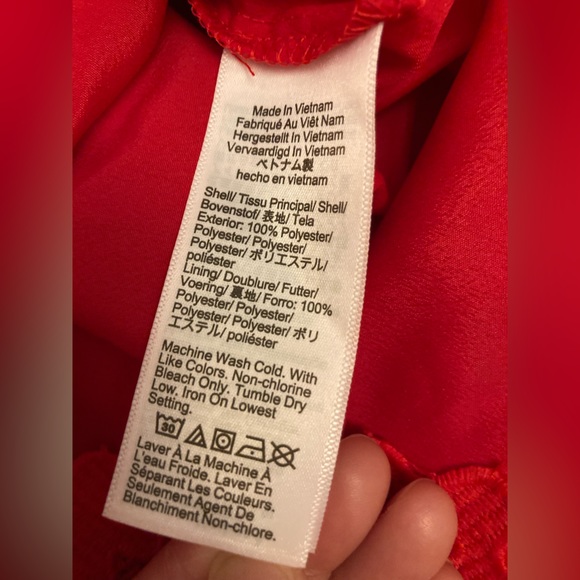 Made In Vietnam
Fabriqué Au Viêt Nam
Hergestellt In Vietnam
Vervaardigd In Vietnam
ベトナム製
hecho en vietnam
Shell/ Tissu Principal/ Shell/
Bovenstof/ 表地/ Tela
Exterior: 100% Polyester/
Polyester/ Polyester/
Polyester/ ポリエステル/
poliéster
Lining/ Doublure/ Futter/
Voering/ 裏地/ Forro: 100%
Polyester/ Polyester/
Polyester/ Polyester/ ポリ
エステル/ poliéster
Machine Wash Cold. With
Like Colors. Non-chlorine
Bleach Only. Tumble Dry
Low. Iron On Lowest
Setting.
30
Laver À La Machine À
L'eau Froide. Laver En
Séparant Les Couleurs.
Seulement Agent De
Blanchiment Non-chlore.